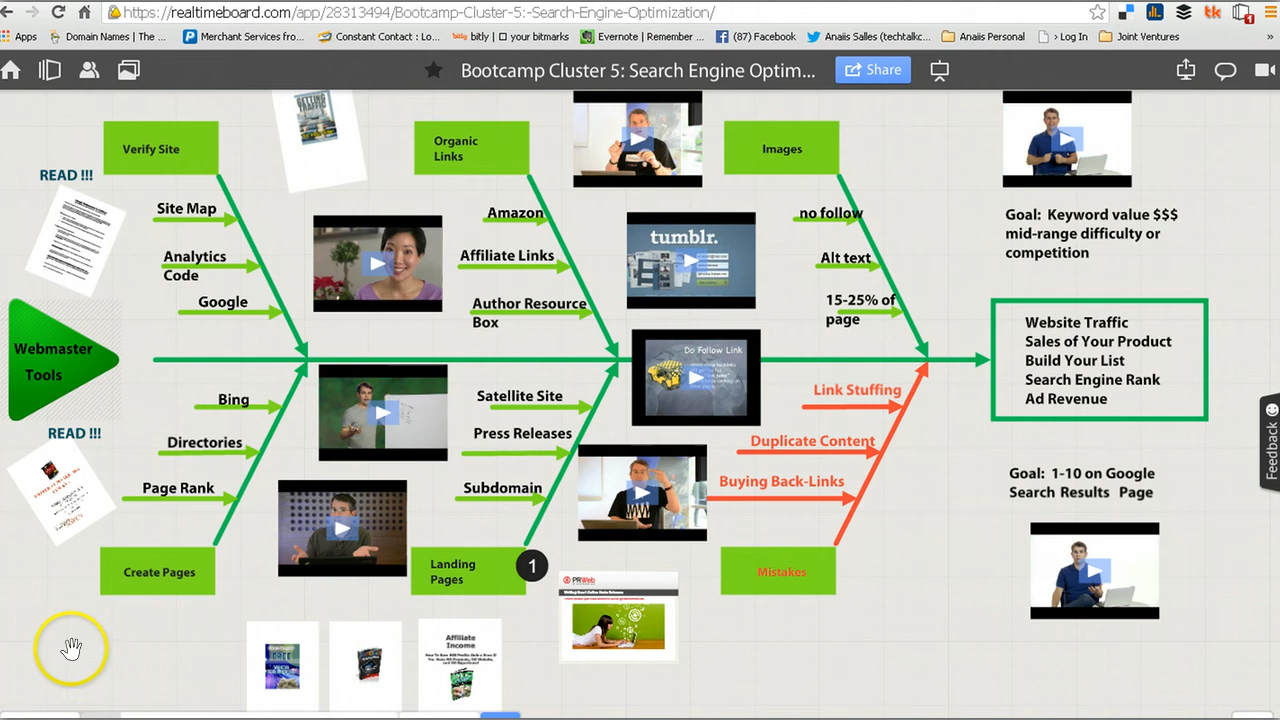 https://realtimeboard.com/app/28313494/Bootcamp-Cluster-5:-Search-Engine-Optimization/
Apps
Domain Names | The ...
Merchant Services fro...
Constant Contact : Lo...
bitly | ☐ your bitmarks
Evernote | Remember ...
(87) Facebook
Anaiis Sales (techtalkc...
Anaiis Personal
› Log In
Joint Ventures
»
Bootcamp Cluster 5: Search Engine Optim...
Share
GETTING
TRAFFIC
Verify Site
Organic
Links
Images
READ !!!
Site Map
Amazon
no follow
Goal: Keyword value $$$
mid-range difficulty or
competition
tumblr.
Analytics
Code
Affiliate Links
Alt text
Google
Author Resource
Box
15-25% of
page
Webmaster
Tools
Do Follow Link
Website Traffic
Sales of Your Product
Build Your List
Search Engine Rank
Ad Revenue
Bing
Satellite Site
Link Stuffing
READ !!!
Directories
Press Releases
Duplicate Content
Page Rank
Subdomain
Buying Back-Links
Goal: 1-10 on Google
Search Results Page
Feedback
Create Pages
Landing
Pages
1
Mistakes
PRWeb
Affiliate
Income